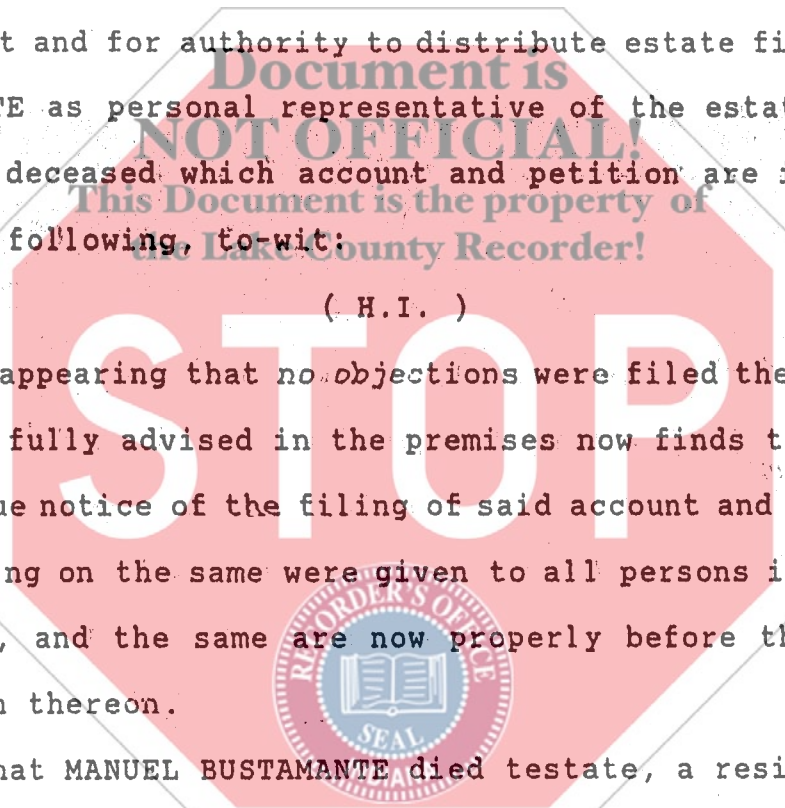 t and for authority to distribute estate fi
Document is
TE as personal representative of the estat
NOT OFFICIAL!
deceased which account and petition are
This Document is the property of
following, to-wit:
the Lake County Recorder!
( H.I. )
STOP
appearing that no objections were filed the
fully advised in the premises now finds t
ue notice of the filing of said account and
ng on the same were given to all persons i
, and the same are now properly before th
n thereon.
RECORDER'S OFFICE
SEAL
INDIANA
hat MANUEL BUSTAMANTE died testate, a resi